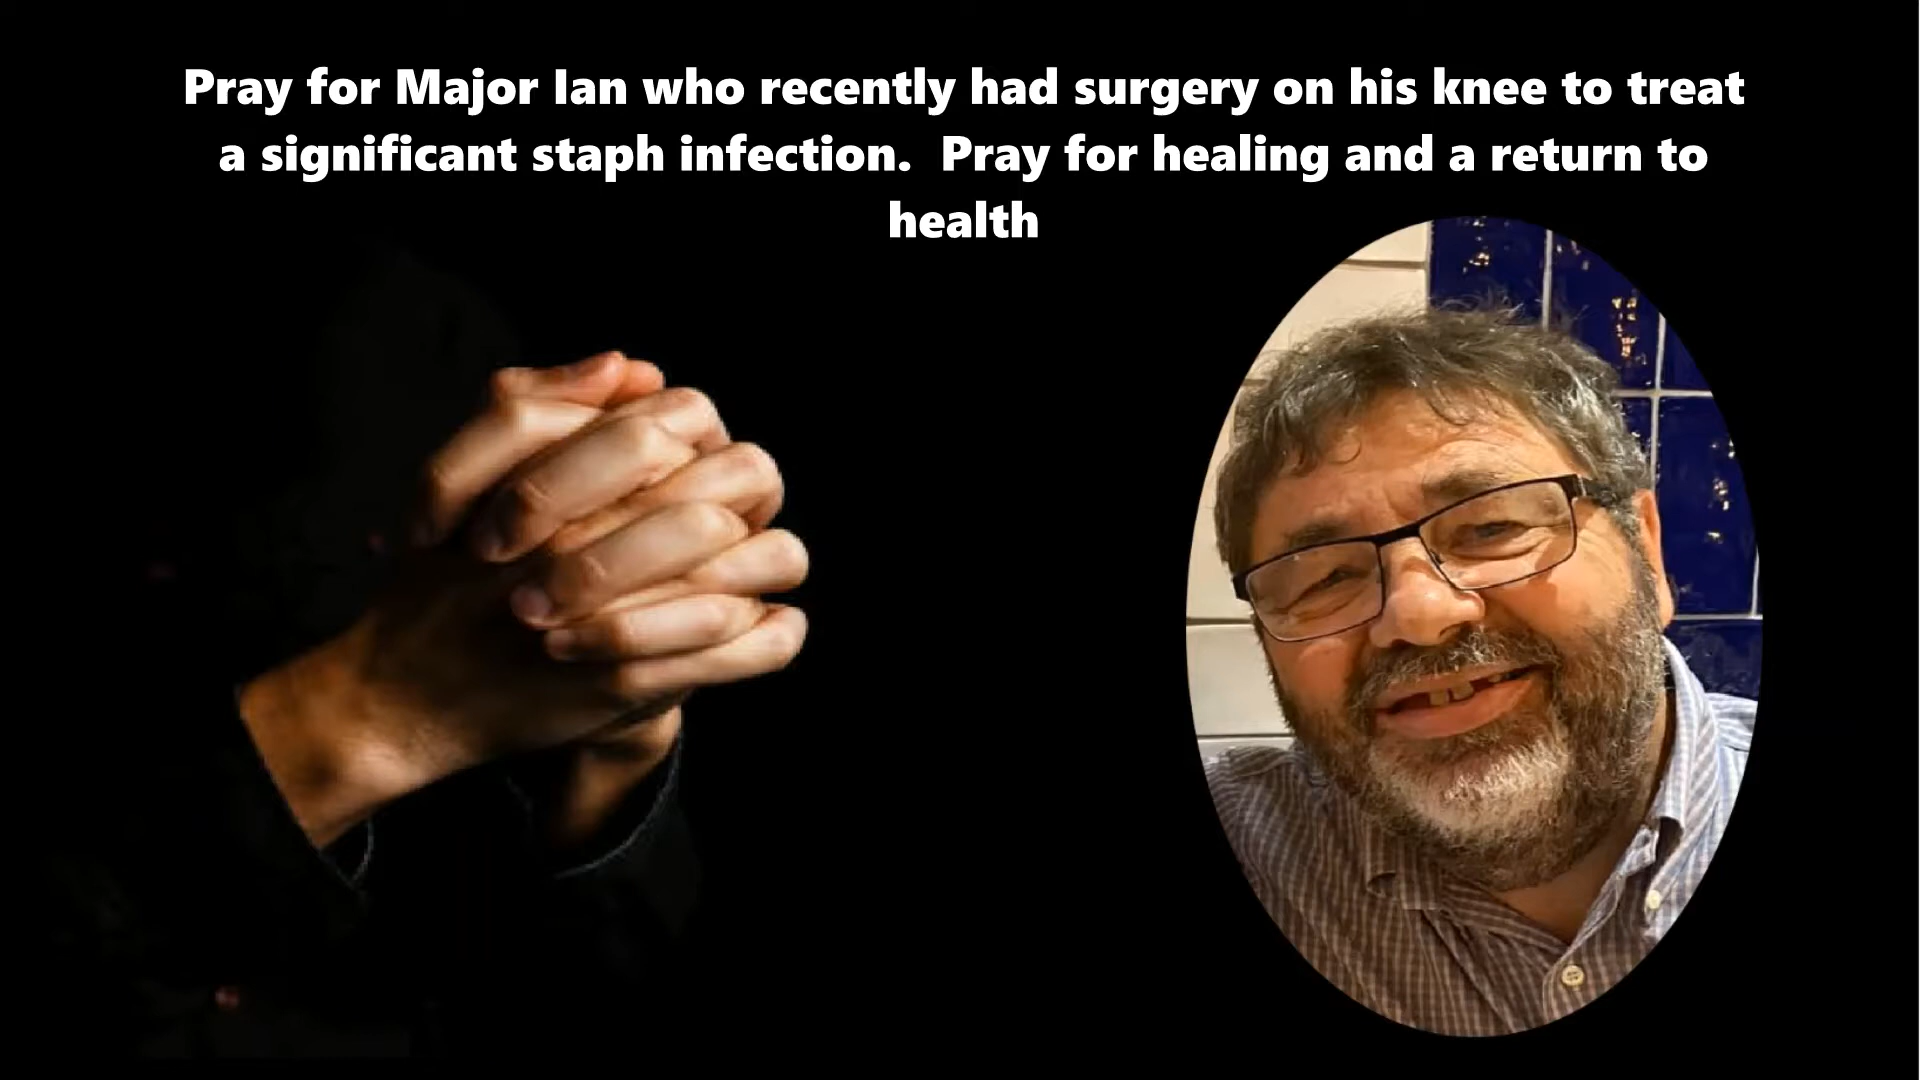 Pray for Major Ian who recently had surgery on his knee to treat
a significant staph infection.  Pray for healing and a return to
health